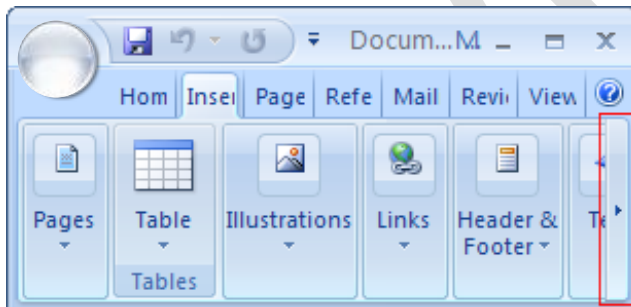 Docum...M
Hom Inser Page Refe Mail Revi View
Pages Table Illustrations Links Header &
Footer
Tables